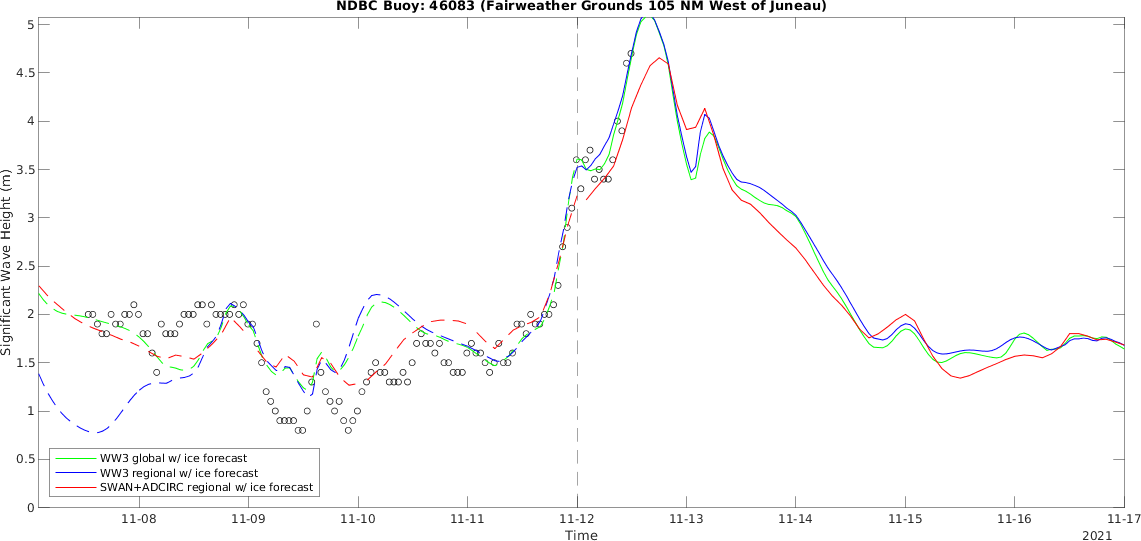 NDBC Buoy: 46083 (Fairweather Grounds 105 NM West of Juneau)
5
4.5
4
3.5
3
2.5
2
1.5
1
0.5
0
Significant Wave Height (m)
WW3 global w/ ice forecast
WW3 regional w/ ice forecast
SWAN+ADCIRC regional w/ ice forecast
11-08 11-09 11-10 11-11 11-12 11-13 11-14 11-15 11-16 11-17
Time
2021